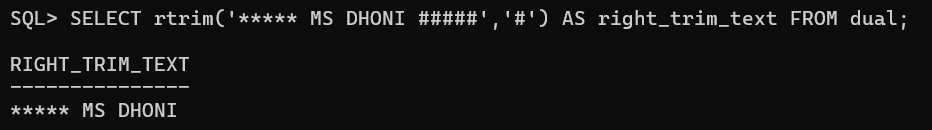 SQL> SELECT rtrim('***** MS DHONI #####','#') AS right_trim_text FROM dual;
RIGHT_TRIM_TEXT
---------------
***** MS DHONI